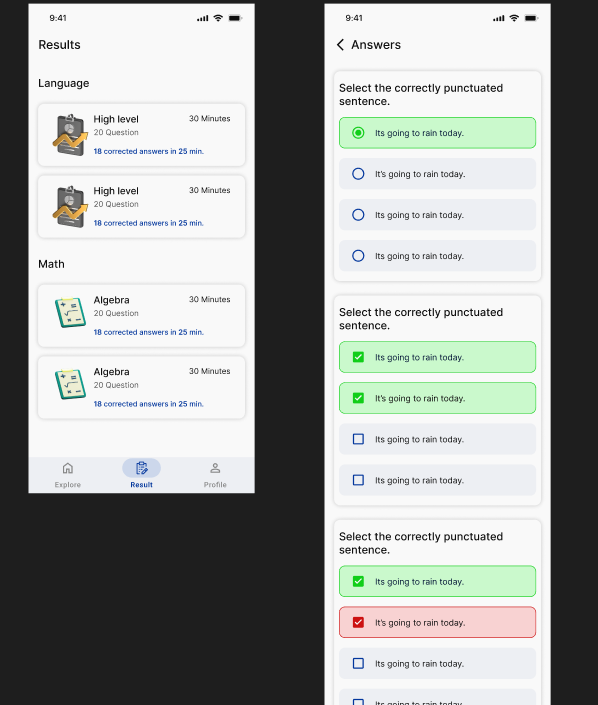 9:41
Results
Language
High level
30 Minutes
20 Question
18 corrected answers in 25 min.
High level
30 Minutes
20 Question
18 corrected answers in 25 min.
Math
Algebra
30 Minutes
20 Question
18 corrected answers in 25 min.
Algebra
30 Minutes
20 Question
18 corrected answers in 25 min.
Explore
Result
Profile
9:41
Answers
Select the correctly punctuated
sentence.
Its going to rain today.
It's going to rain today.
Its going to rain today.
Its going to rain today.
Select the correctly punctuated
sentence.
Its going to rain today.
It's going to rain today.
Its going to rain today.
Its going to rain today.
Select the correctly punctuated
sentence.
Its going to rain today.
It's going to rain today.
Its going to rain today.
Its going to rain today.